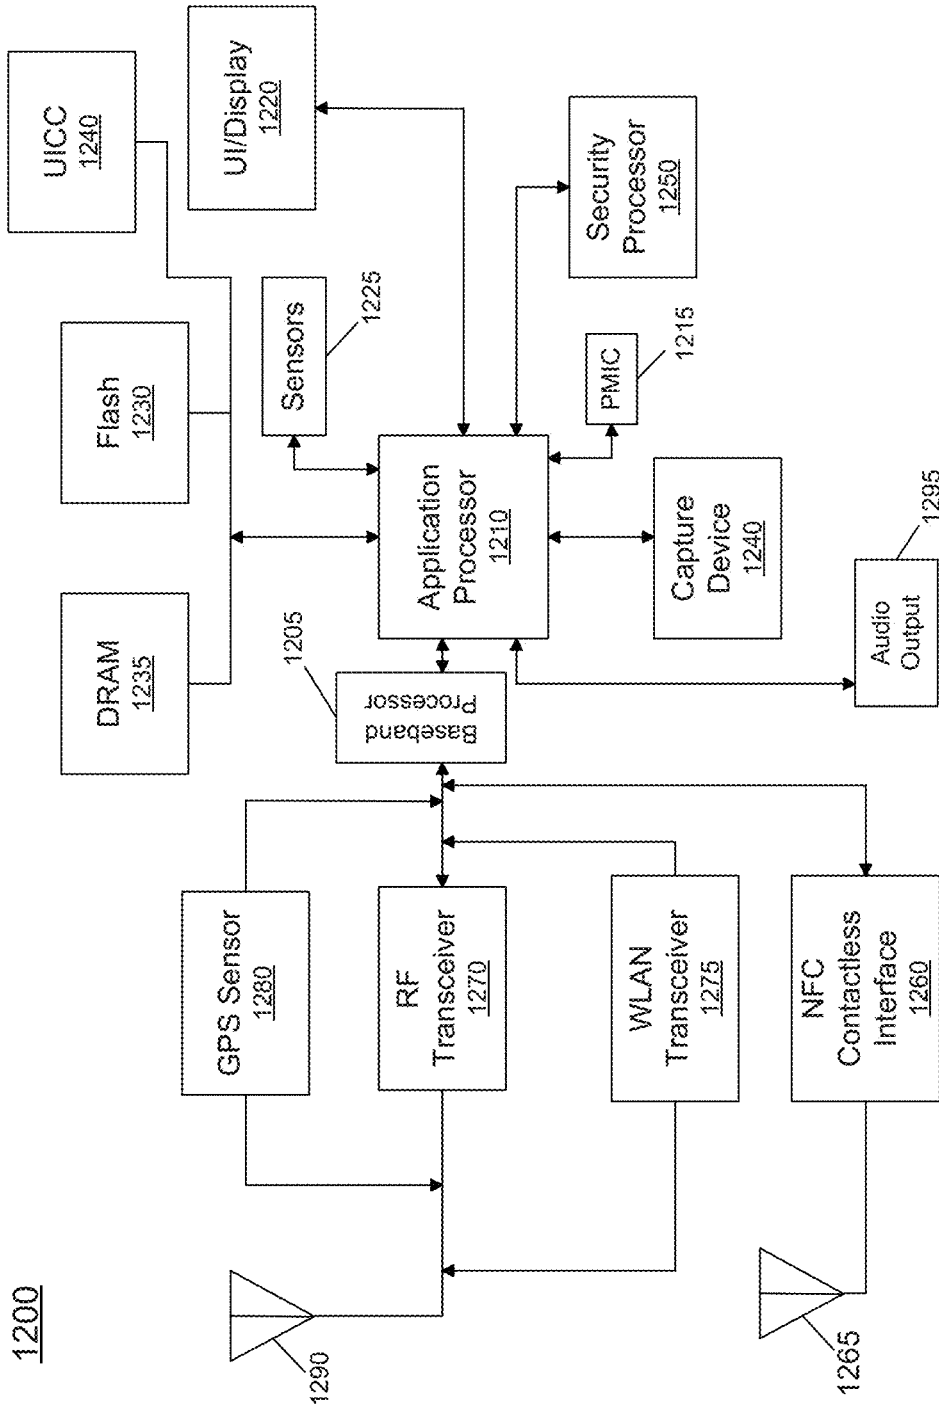 1200
UICC
1240
UI/Display
1220
Flash
1230
Sensors
1225
Security
Processor
1250
DRAM
1235
PMIC
1215
Application
Processor
1210
Capture
Device
1240
1205
Baseband
Processor
Audio
Output
1295
GPS Sensor
1280
RF
Transceiver
1270
WLAN
Transceiver
1275
NFC
Contactless
Interface
1260
1290
1265